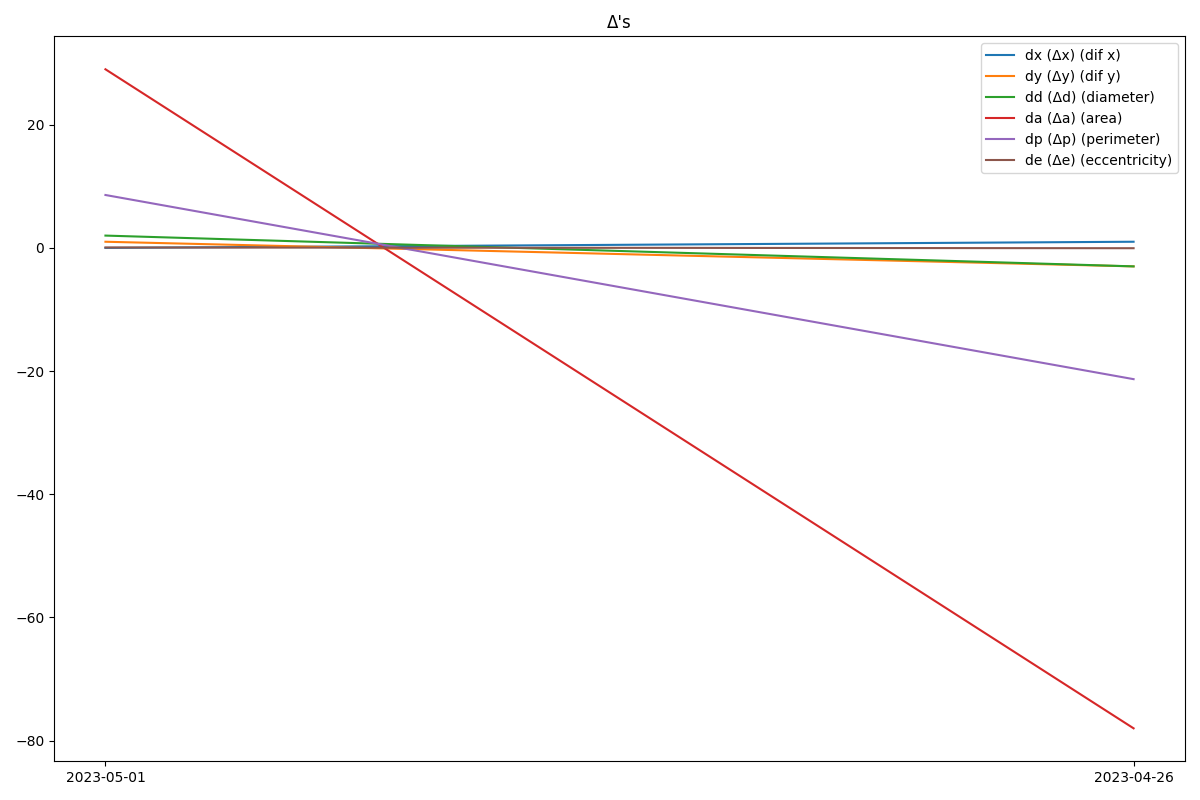 Δ's
dx (Δx) (dif x)
dy (Δy) (dif y)
dd (Δd) (diameter)
da (Δa) (area)
dp (Δp) (perimeter)
de (Δe) (eccentricity)
20
0
−20
−40
−60
−80
2023-05-01
2023-04-26